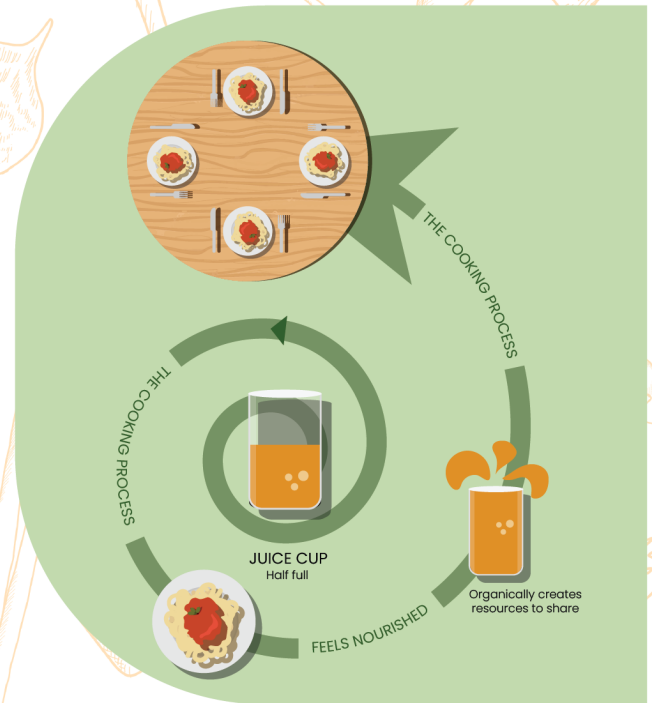 THE COOKING PROCESS
THE COOKING PROCESS
JUICE CUP
Half full
Organically creates
resources to share
FEELS NOURISHED